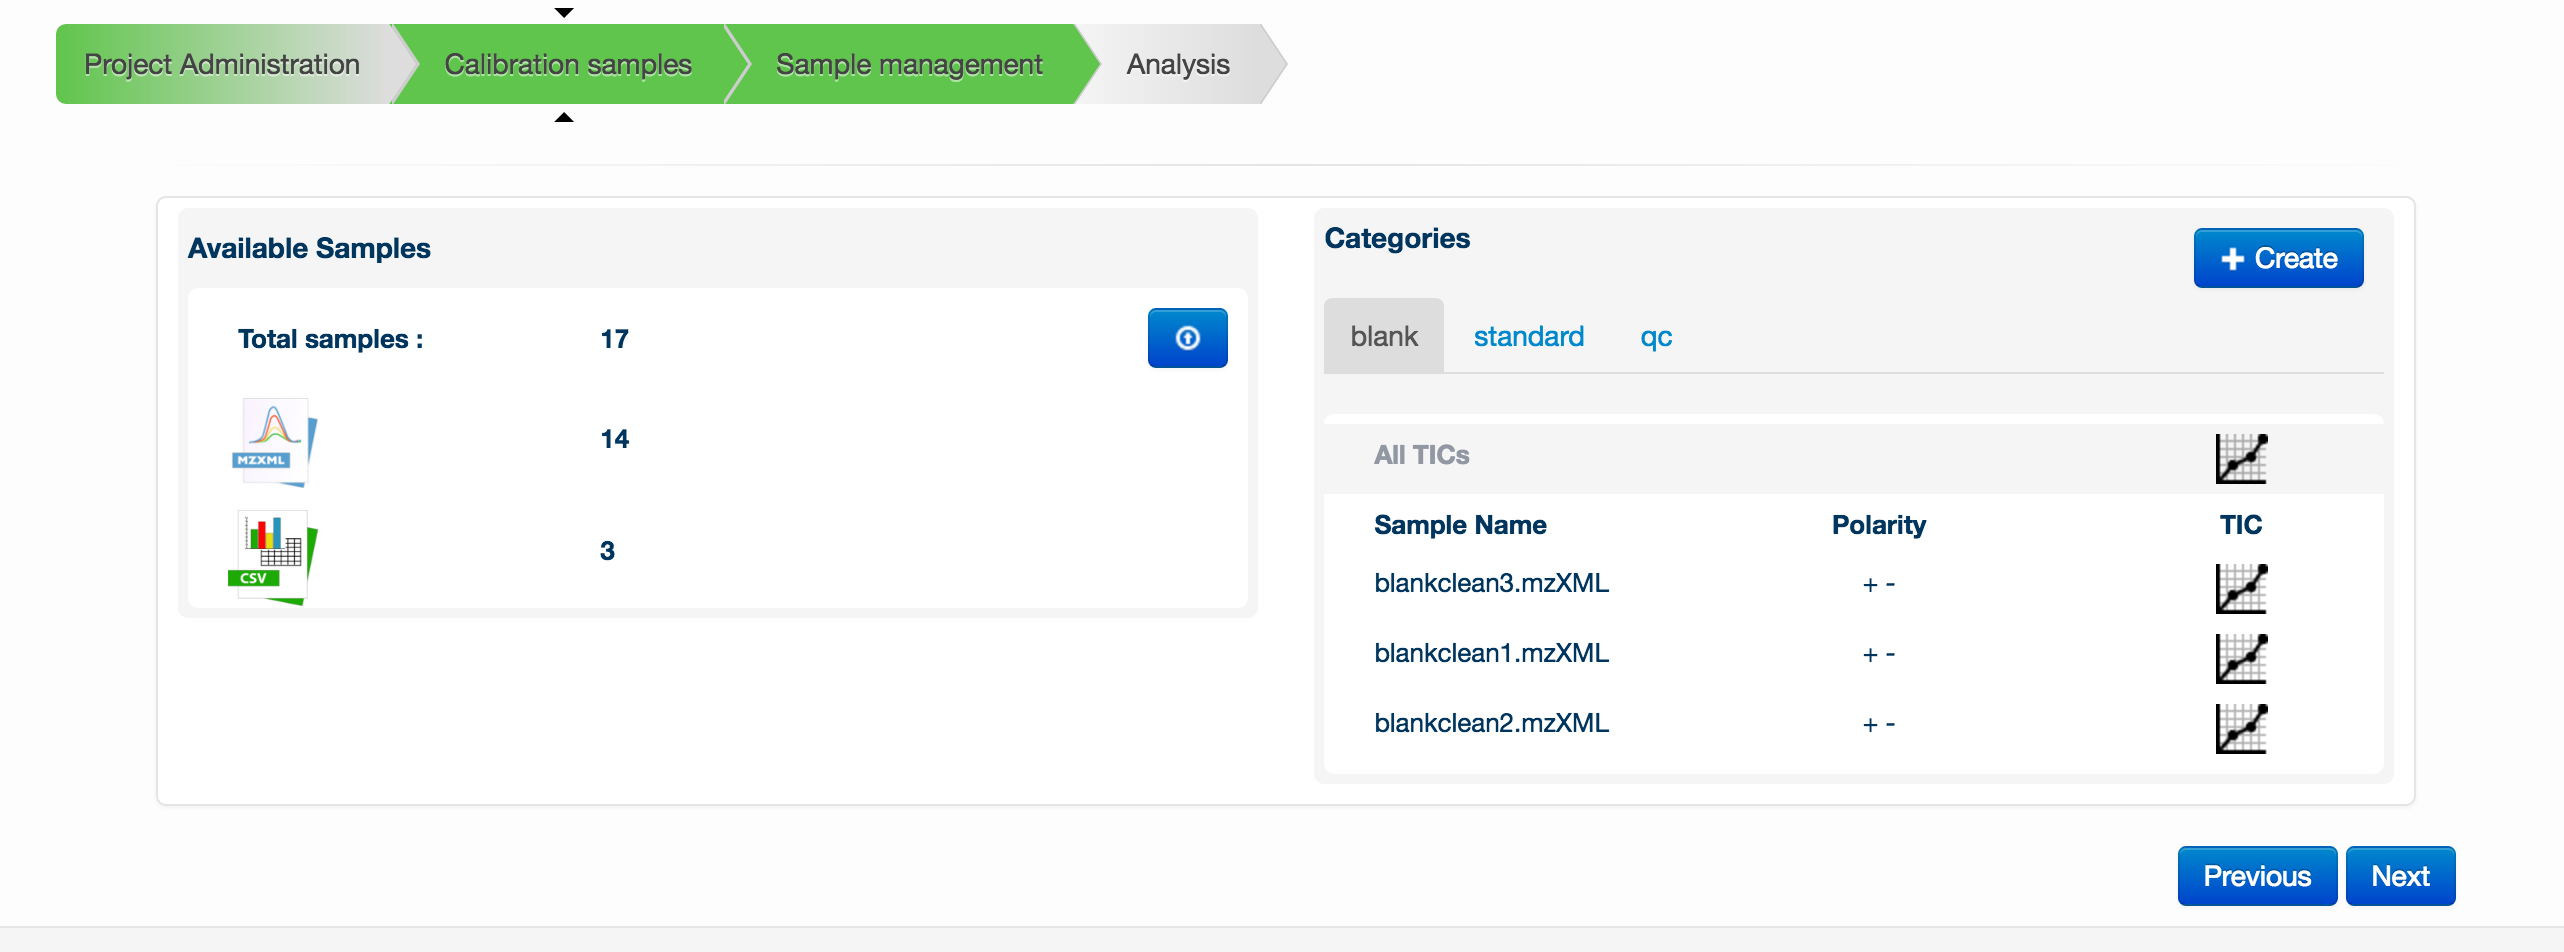 Project Administration
Calibration samples
Sample management
Analysis
Available Samples
Total samples : 17
MZXML 14
CSV 3
Categories
Create
blank standard qc
All TICs
Sample Name Polarity TIC
blankclean3.mzXML + -
blankclean1.mzXML + -
blankclean2.mzXML + -
Previous Next